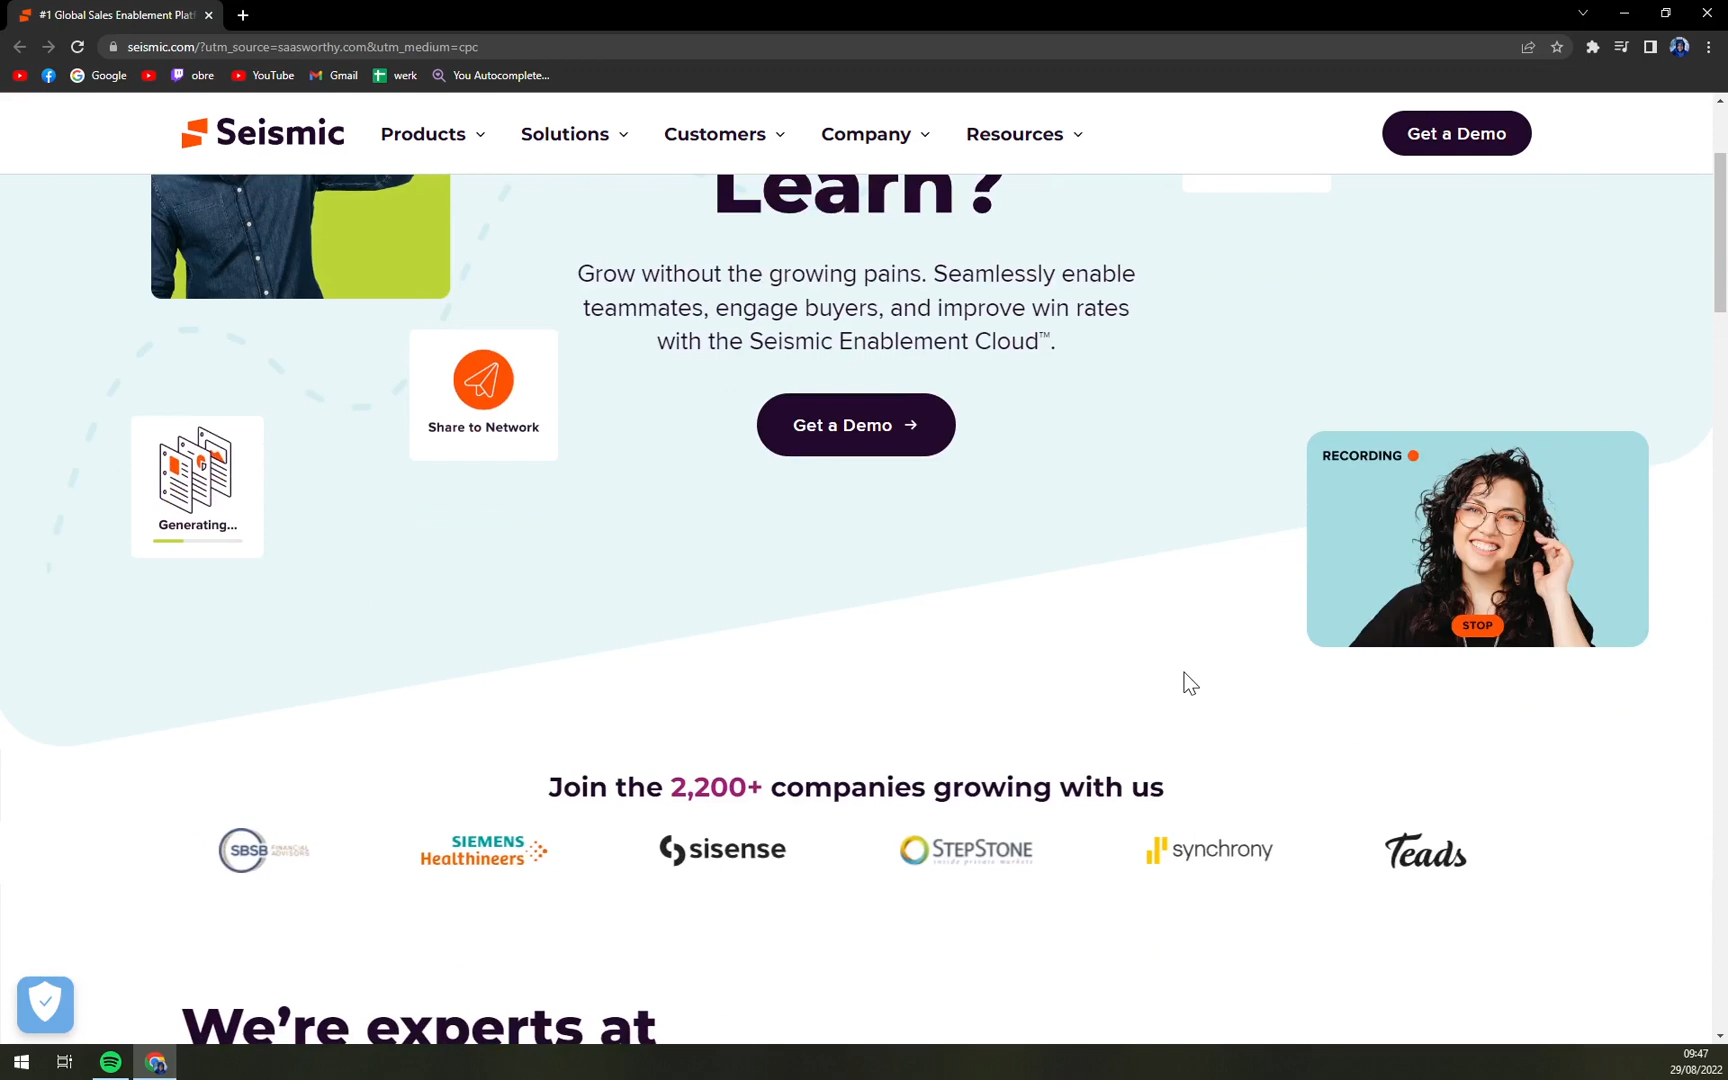 #1 Global Sales Enablement Plat
seismic.com/?utm_source=saasworthy.com&utm_medium=cpc
Google
obre
YouTube
Gmail
werk
You Autocomplete...
Seismic
Products
Solutions
Customers
Company
Resources
Get a Demo
Learn?
Grow without the growing pains. Seamlessly enable
teammates, engage buyers, and improve win rates
with the Seismic Enablement Cloud™.
Get a Demo →
Share to Network
Generating...
RECORDING
STOP
Join the 2,200+ companies growing with us
SBSB FINANCIAL ADVISORS
SIEMENS
Healthineers
sisense
STEPSTONE
inside private markets
synchrony
Teads
We're experts at
09:47
29/08/2022